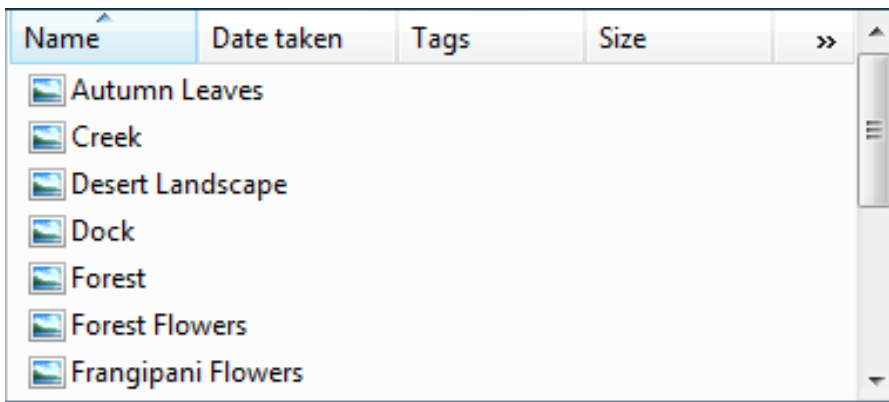 Name Date taken Tags Size »
Autumn Leaves
Creek
Desert Landscape
Dock
Forest
Forest Flowers
Frangipani Flowers